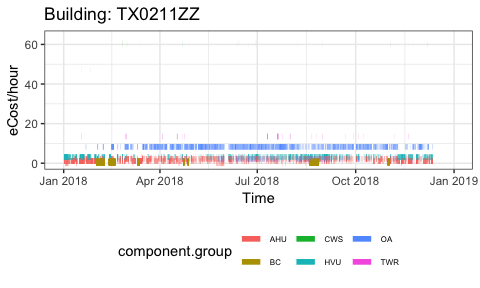 Building: TX0211ZZ
eCost/hour
60
40
20
0
Jan 2018 Apr 2018 Jul 2018 Oct 2018 Jan 2019
Time
component.group
AHU CWS OA
BC HVU TWR